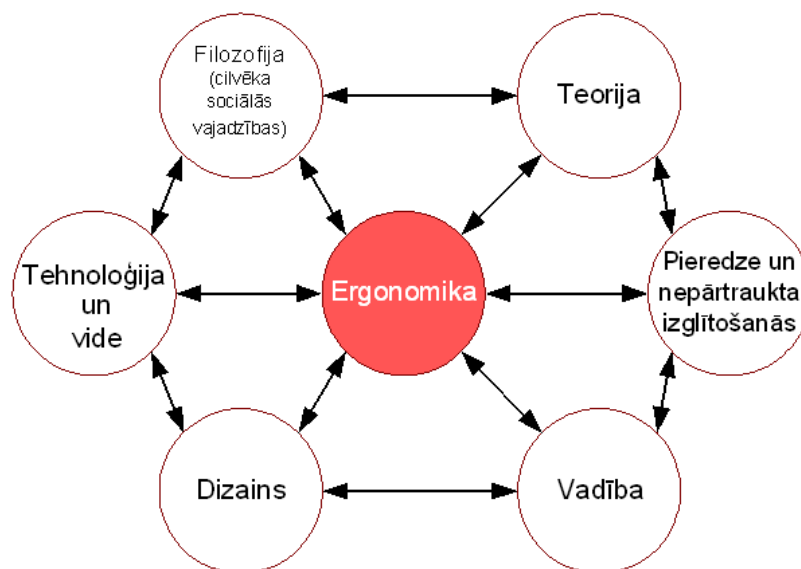 Filozofija
(cilvēka
sociālās
vajadzības)
Teorija
Tehnoloģija
un
vide
Ergonomika
Pieredze un
nepārtraukta
izglītošanās
Dizains
Vadība